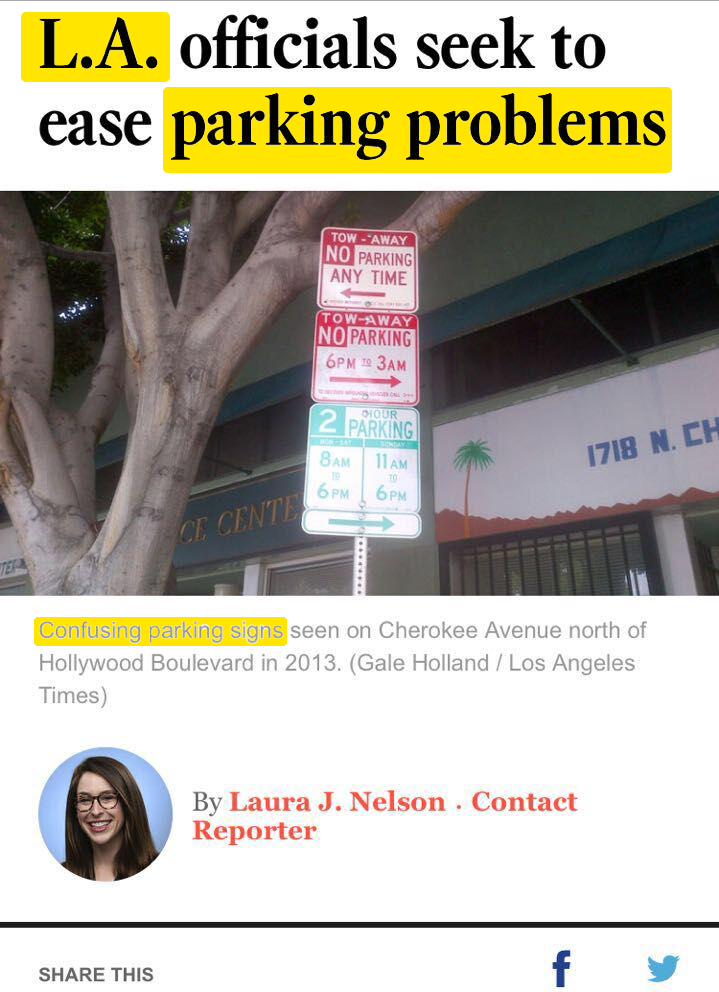 L.A. officials seek to
ease parking problems
TOW-AWAY
NO PARKING
ANY TIME
TOW-AWAY
NO PARKING
6PM TO 3AM
2 HOUR
PARKING
MON-SAT SUNDAY
8AM 11AM
TO TO
6PM 6PM
CE CENTE
1718 N. CH
Confusing parking signs seen on Cherokee Avenue north of
Hollywood Boulevard in 2013. (Gale Holland / Los Angeles
Times)
By Laura J. Nelson · Contact
Reporter
SHARE THIS